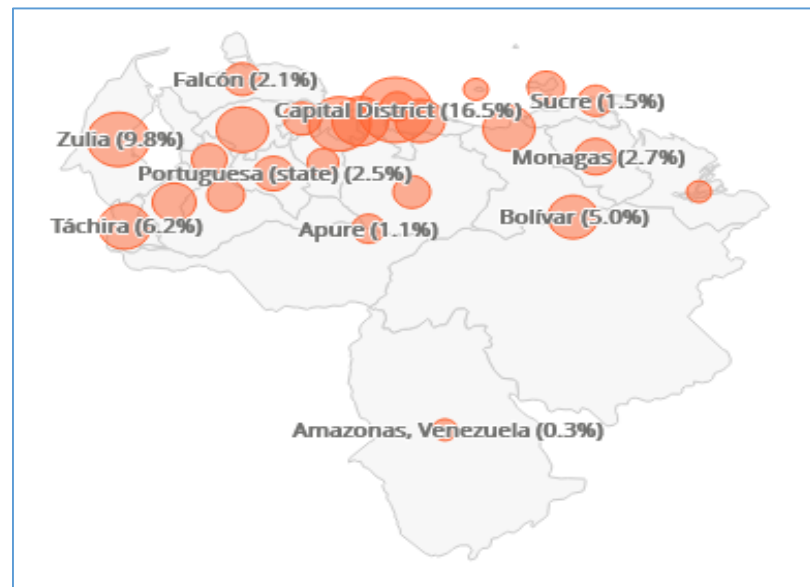 Falcón (2.1%)
Capital District (16.5%)
Sucre (1.5%)
Zulia (9.8%)
Monagas (2.7%)
Portuguesa (state) (2.5%)
Táchira (6.2%)
Apure (1.1%)
Bolívar (5.0%)
Amazonas, Venezuela (0.3%)